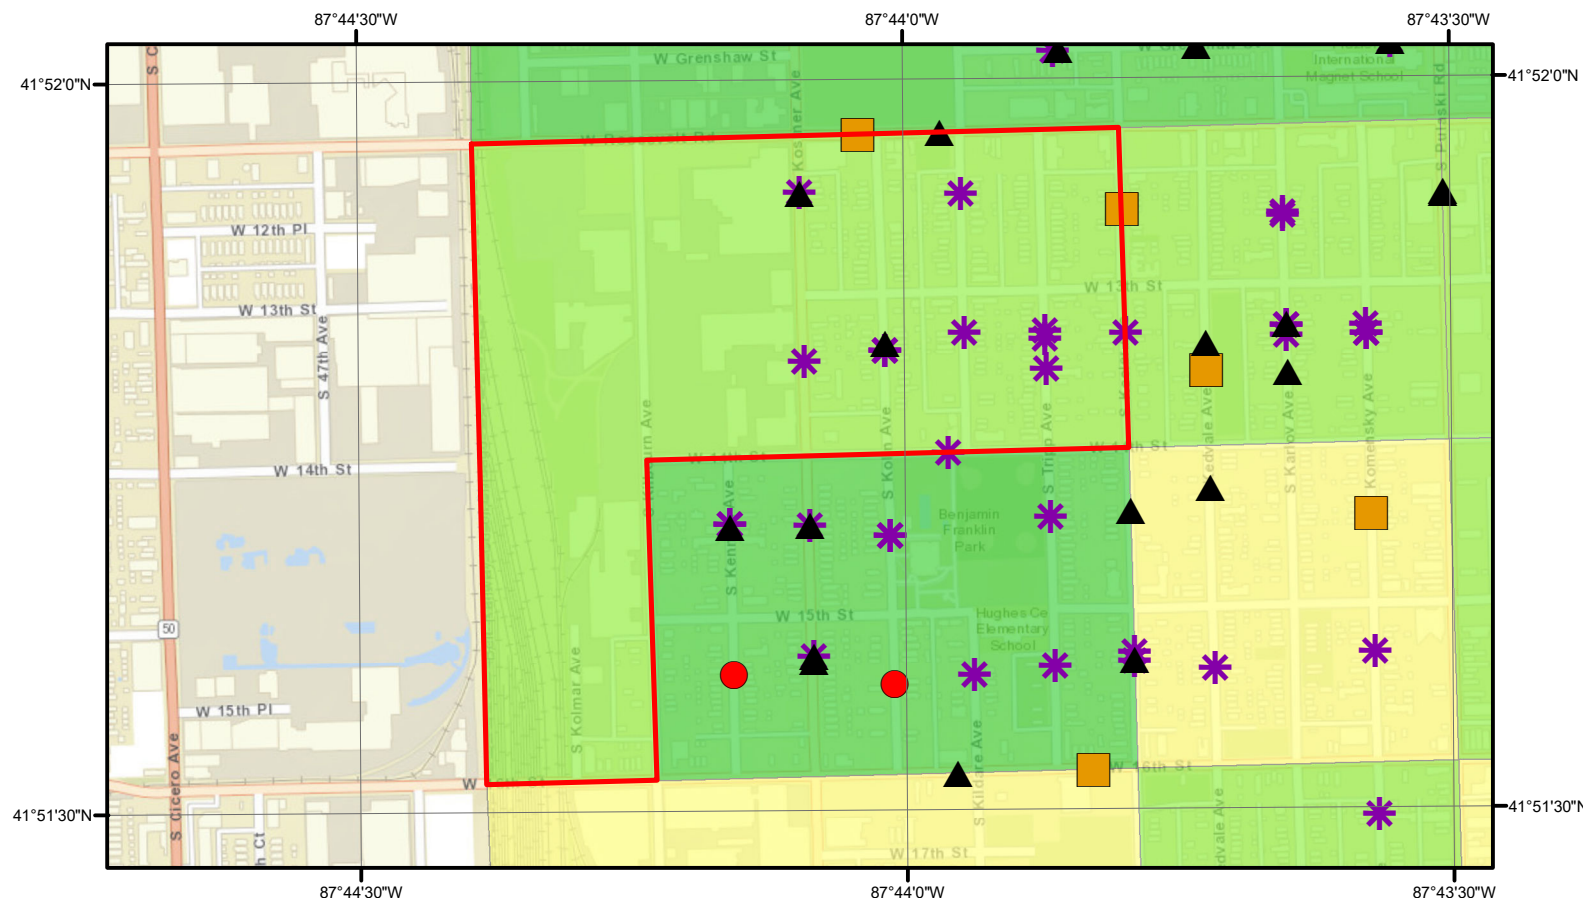 87°44'30"W
87°44'0"W
87°43'30"W
41°52'0"N
41°52'0"N
W Grenshaw St
International
Magnet School
S Pulaski Rd
W 12th Pl
W 13th St
W 13th St
S 47th Ave
W 14th St
S Kolin Ave
S Tripp Ave
S Karlov Ave
Komensky Ave
Benjamin
Franklin
Park
50
W 15th St
Hughes Ce
Elementary
School
S Kolmar Ave
W 15th Pl
S Cicero Ave
S Kildare Ave
W 16th St
W 17th St
41°51'30"N
41°51'30"N
87°44'30"W
87°44'0"W
87°43'30"W